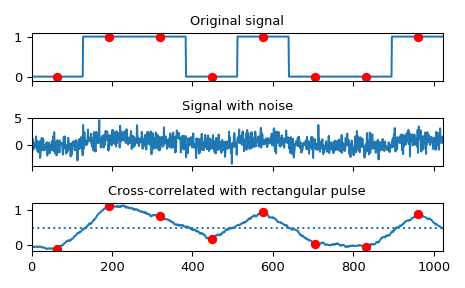 Original signal
1
0
Signal with noise
5
0
Cross-correlated with rectangular pulse
1
0
0 200 400 600 800 1000